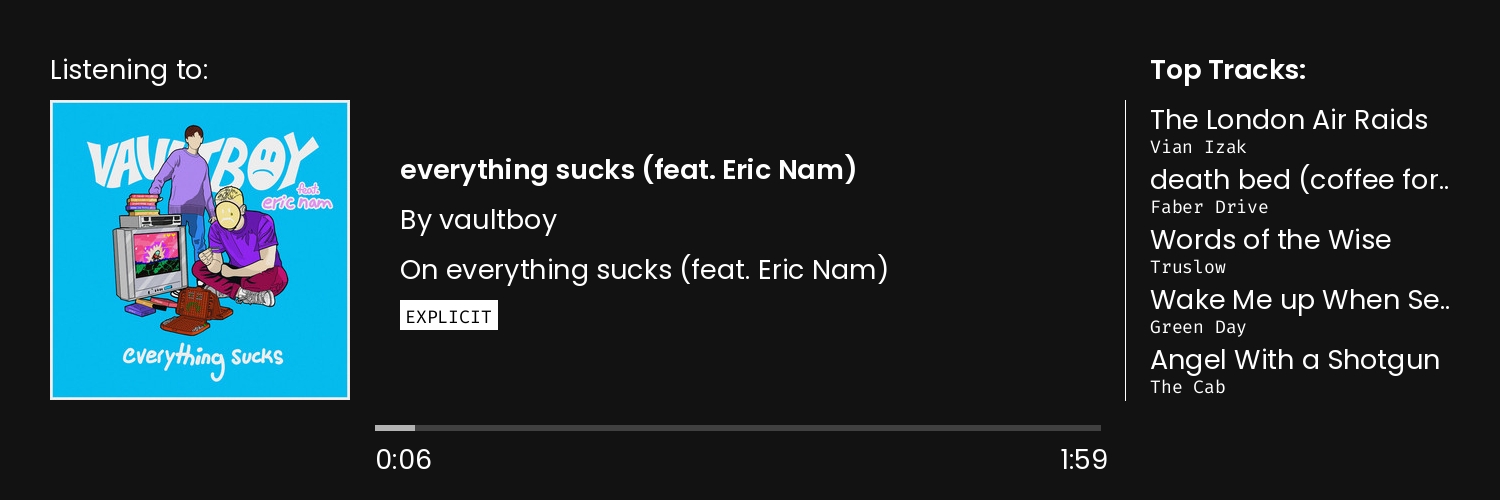 Listening to:
VAULTBOY
feat.
eric nam
everything sucks
everything sucks (feat. Eric Nam)
By vaultboy
On everything sucks (feat. Eric Nam)
EXPLICIT
0:06
1:59
Top Tracks:
The London Air Raids
Vian Izak
death bed (coffee for..
Faber Drive
Words of the Wise
Truslow
Wake Me up When Se..
Green Day
Angel With a Shotgun
The Cab